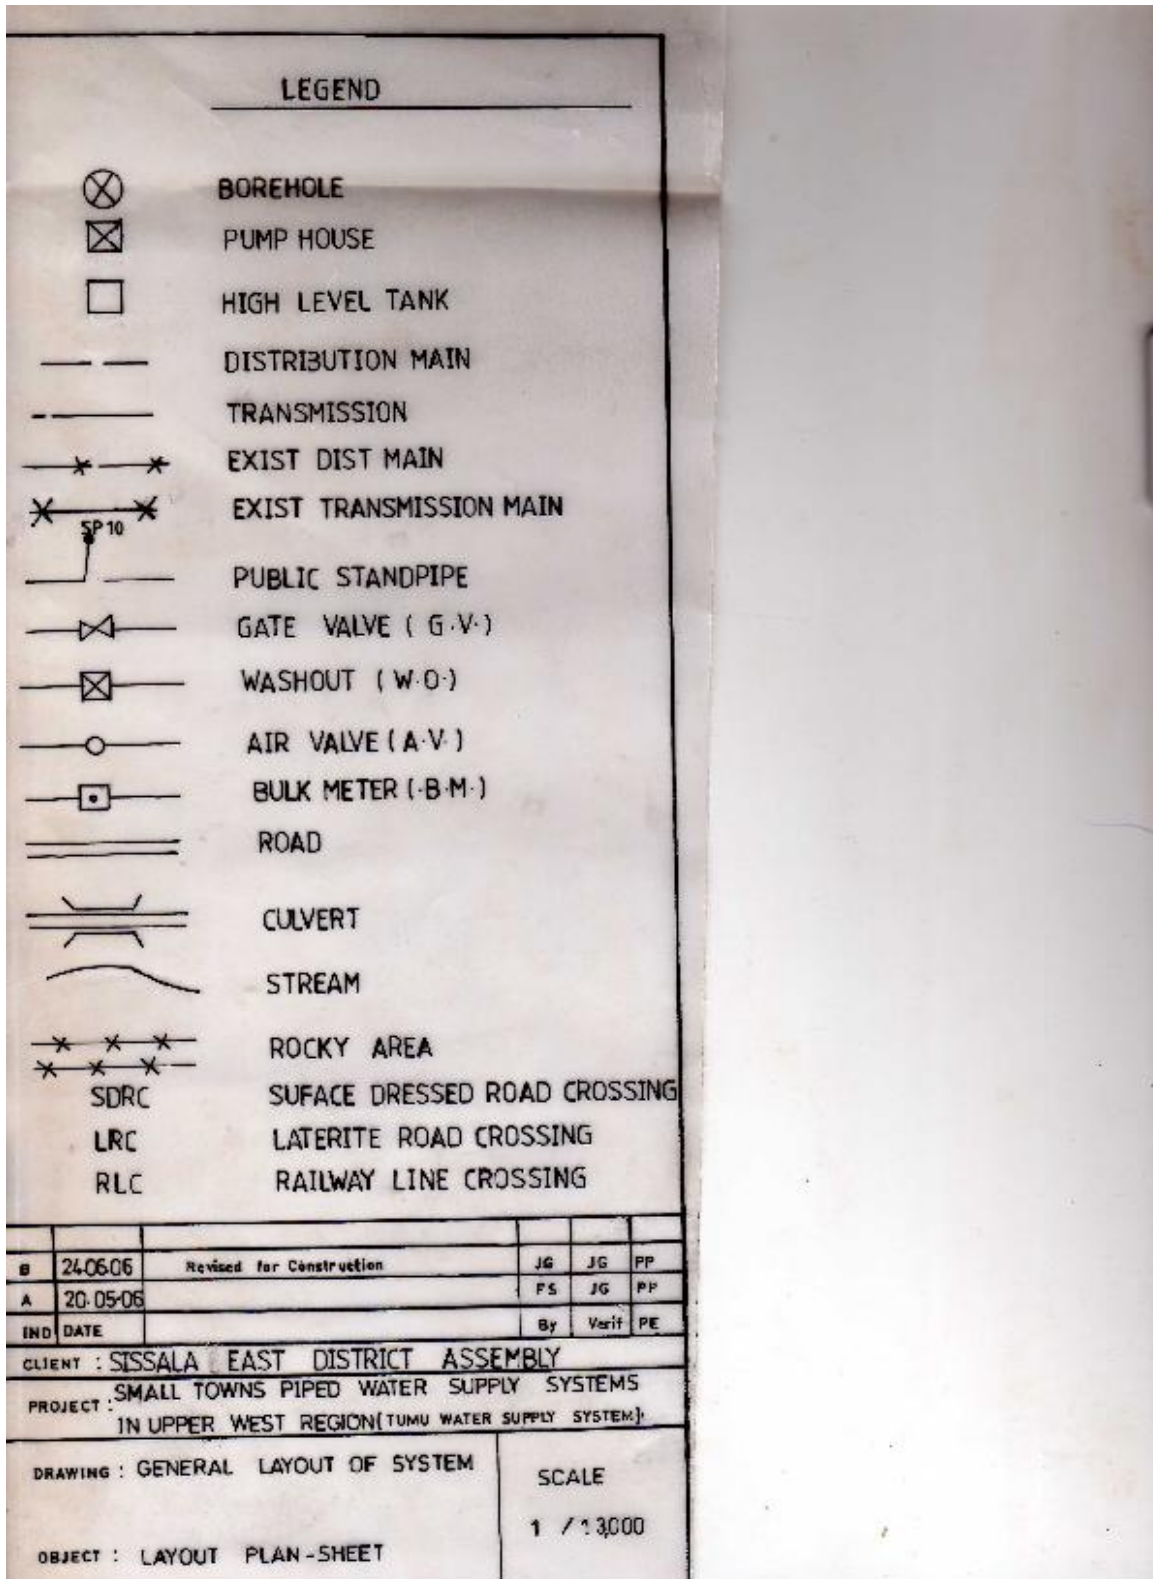 LEGEND
BOREHOLE
PUMP HOUSE
HIGH LEVEL TANK
DISTRIBUTION MAIN
TRANSMISSION
EXIST DIST MAIN
EXIST TRANSMISSION MAIN
SP 10
PUBLIC STANDPIPE
GATE VALVE ( G.V.)
WASHOUT ( W.O.)
AIR VALVE ( A.V.)
BULK METER (.B.M.)
ROAD
CULVERT
STREAM
ROCKY AREA
SDRC SUFACE DRESSED ROAD CROSSING
LRC LATERITE ROAD CROSSING
RLC RAILWAY LINE CROSSING
B 24.06.06 Revised for Construction JG JG PP
A 20.05.06 FS JG PP
IND DATE By Verif PE
CLIENT : SISSALA EAST DISTRICT ASSEMBLY
PROJECT : SMALL TOWNS PIPED WATER SUPPLY SYSTEMS
IN UPPER WEST REGION (TUMU WATER SUPPLY SYSTEM).
DRAWING : GENERAL LAYOUT OF SYSTEM
SCALE
1 / 13,000
OBJECT : LAYOUT PLAN - SHEET